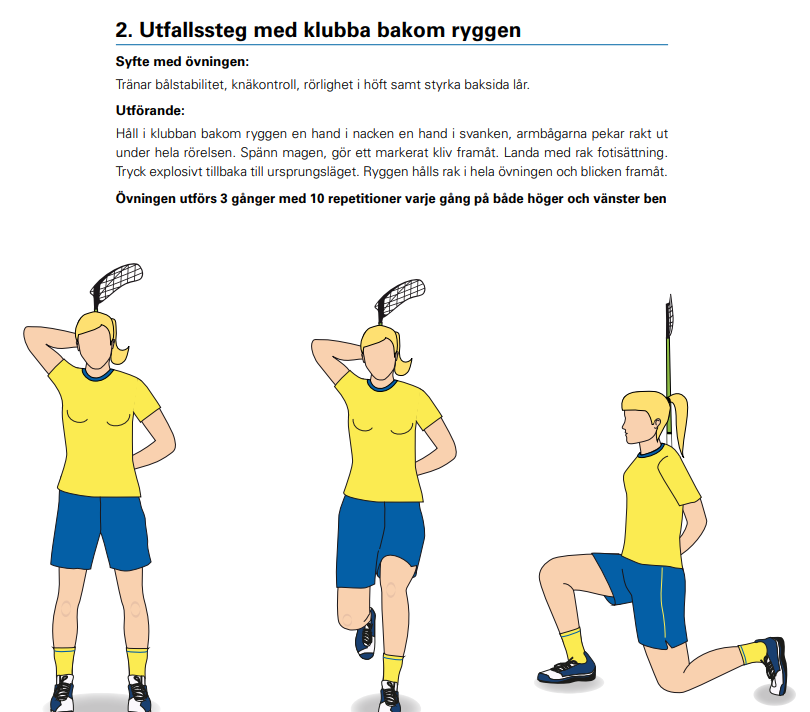 2. Utfallssteg med klubba bakom ryggen
Syfte med övningen:
Tränar bålstabilitet, knäkontroll, rörlighet i höft samt styrka baksida lår.
Utförande:
Håll i klubban bakom ryggen en hand i nacken en hand i svanken, armbågarna pekar rakt ut
under hela rörelsen. Spänn magen, gör ett markerat kliv framåt. Landa med rak fotisättning.
Tryck explosivt tillbaka till ursprungsläget. Ryggen hålls rak i hela övningen och blicken framåt.
Övningen utförs 3 gånger med 10 repetitioner varje gång på både höger och vänster ben